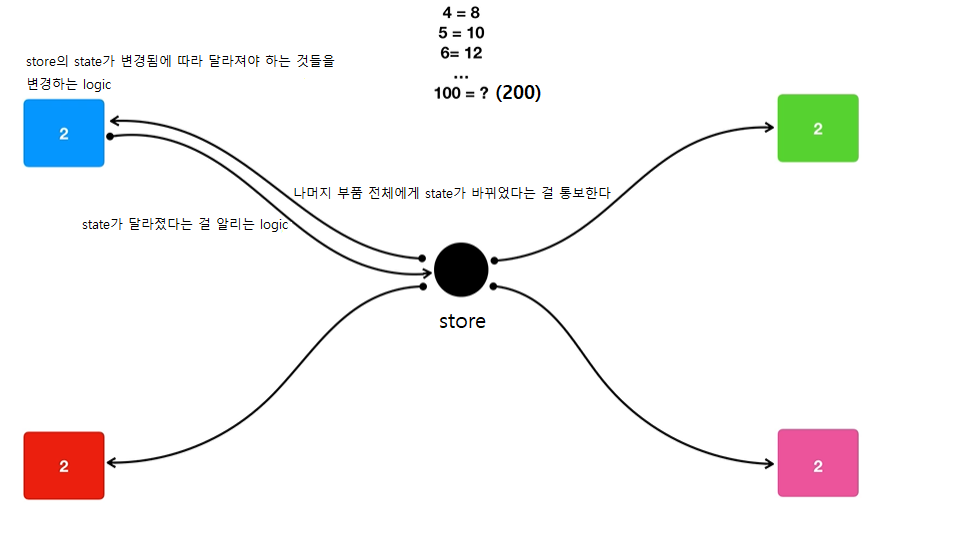 4 = 8
5 = 10
6= 12
...
100 = ? (200)
store의 state가 변경됨에 따라 달라져야 하는 것들을
변경하는 logic
2
2
나머지 부품 전체에게 state가 바뀌었다는 걸 통보한다
state가 달라졌다는 걸 알리는 logic
store
2
2